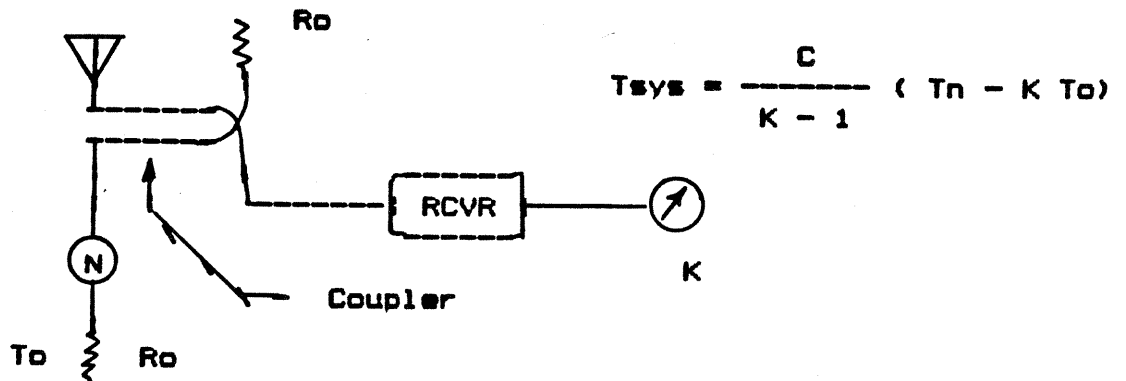 Ro
C
Tsys = -------- ( Tn - K To)
K - 1
RCVR
N
K
Coupler
To Ro